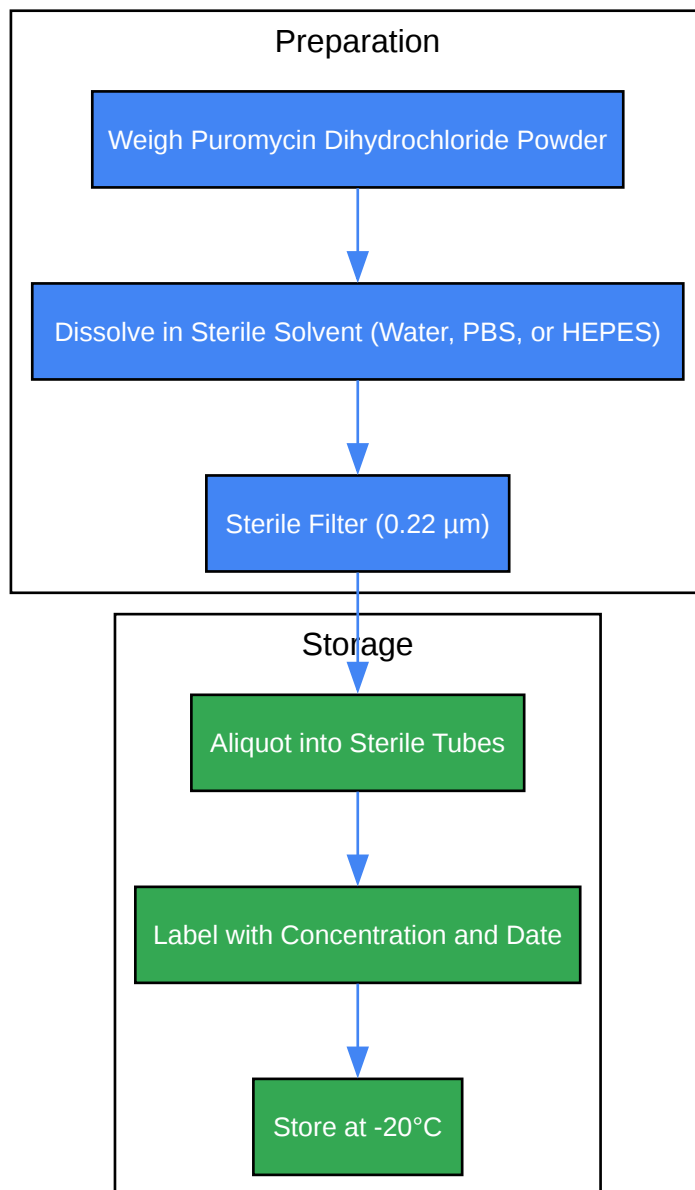 Preparation
Weigh Puromycin Dihydrochloride Powder
Dissolve in Sterile Solvent (Water, PBS, or HEPES)
Sterile Filter (0.22 µm)
Storage
Aliquot into Sterile Tubes
Label with Concentration and Date
Store at -20°C